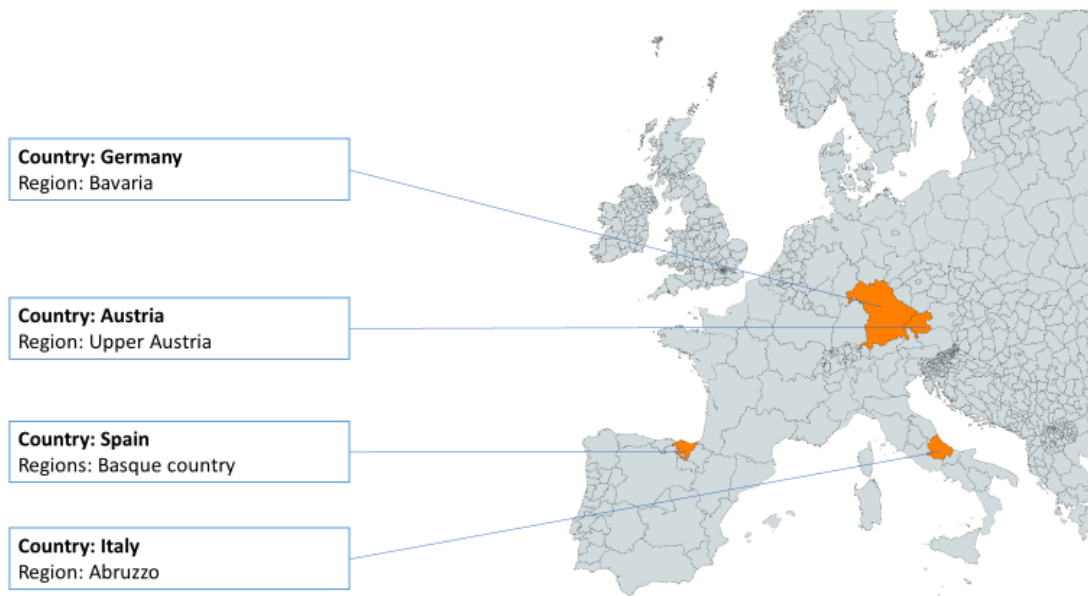 Country: Germany
Region: Bavaria
Country: Austria
Region: Upper Austria
Country: Spain
Regions: Basque country
Country: Italy
Region: Abruzzo